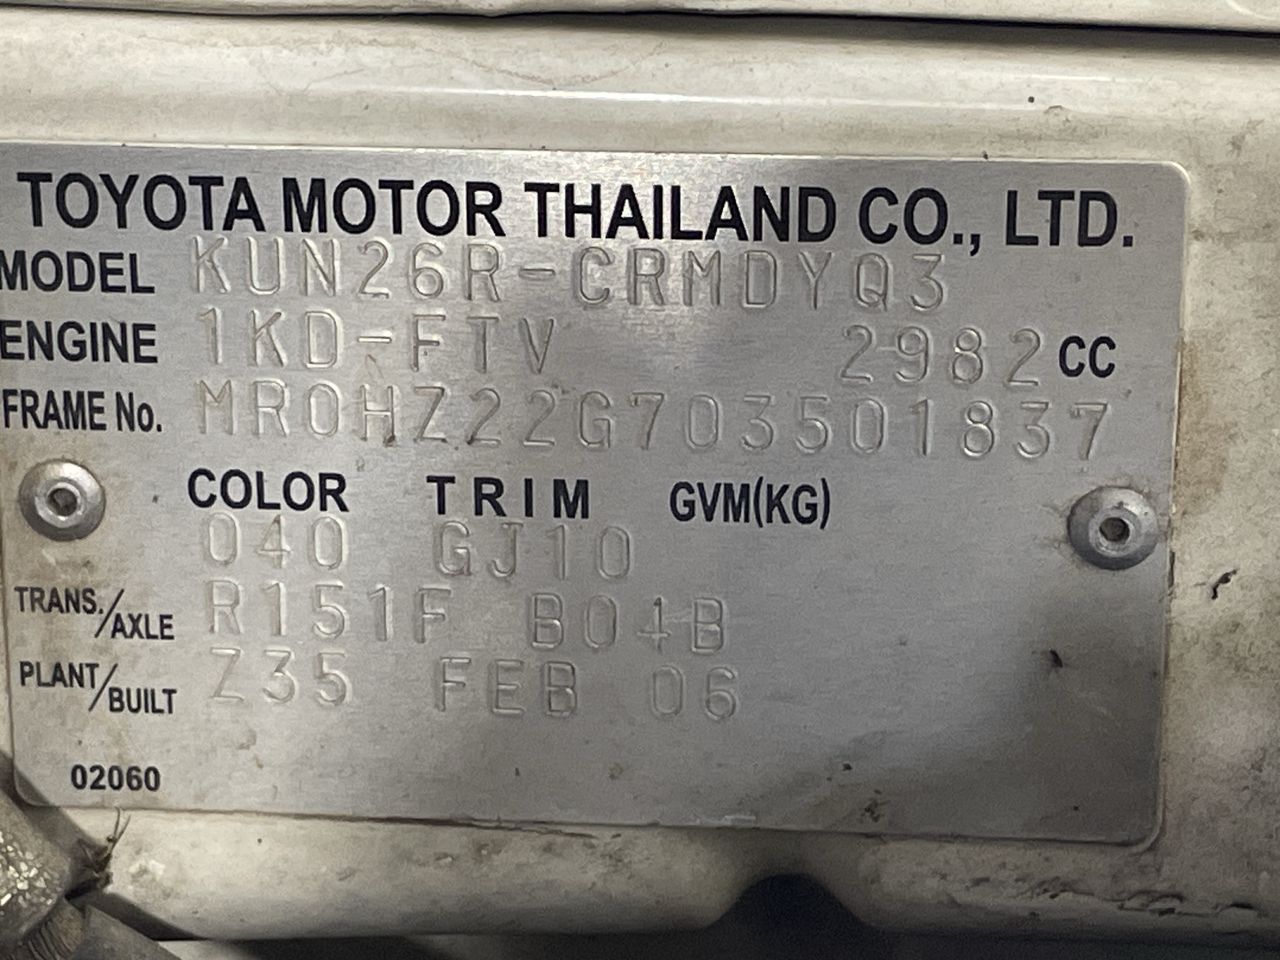 TOYOTA MOTOR THAILAND CO., LTD.
MODEL KUN26R-CRMDYQ3
ENGINE 1KD-FTV 2982 CC
FRAME No. MR0HZ22G703501837
COLOR TRIM GVM(KG)
040 GJ10
TRANS./AXLE R151F B04B
PLANT/BUILT Z35 FEB 06
02060